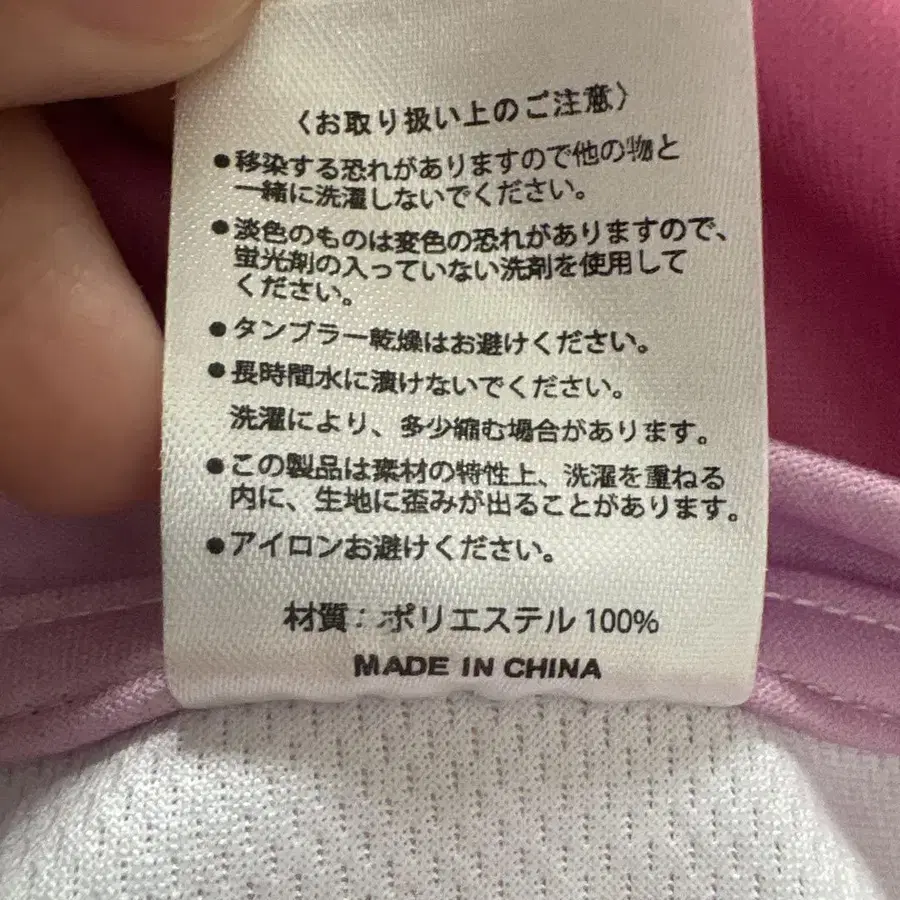 〈お取り扱い上のご注意〉
●移染する恐れがありますので他の物と
一緒に洗濯しないでください。
●淡色のものは変色の恐れがありますので、
蛍光剤の入っていない洗剤を使用して
ください。
●タンブラー乾燥はお避けください。
●長時間水に漬けないでください。
洗濯により、多少縮む場合があります。
●この製品は素材の特性上、洗濯を重ねる
内に、生地に歪みが出ることがあります。
●アイロンお避けください。
材質：ポリエステル 100%
MADE IN CHINA